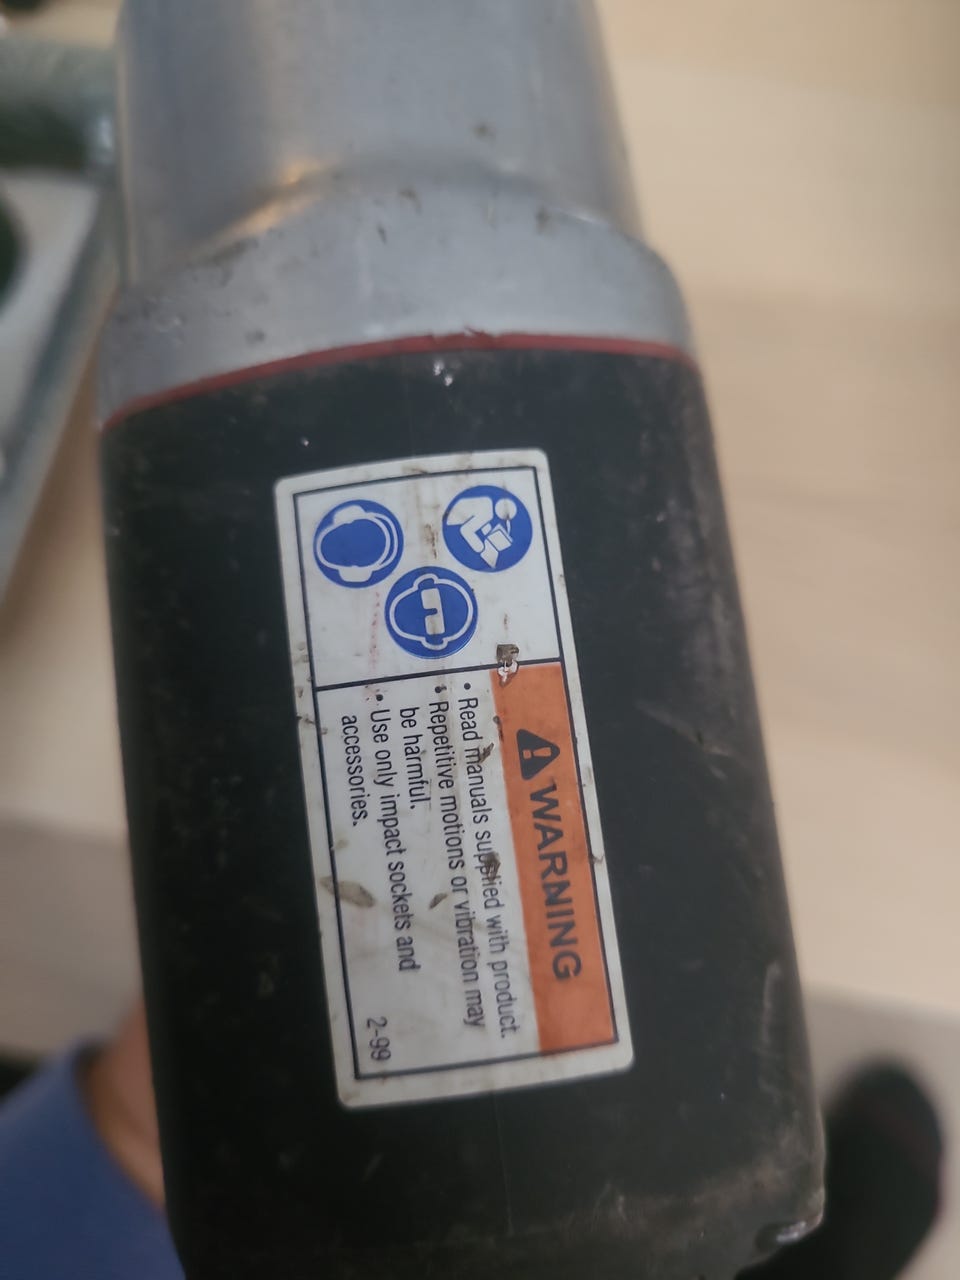 WARNING
• Read manuals supplied with product.
• Repetitive motions or vibration may
be harmful.
• Use only impact sockets and
accessories.
2-99